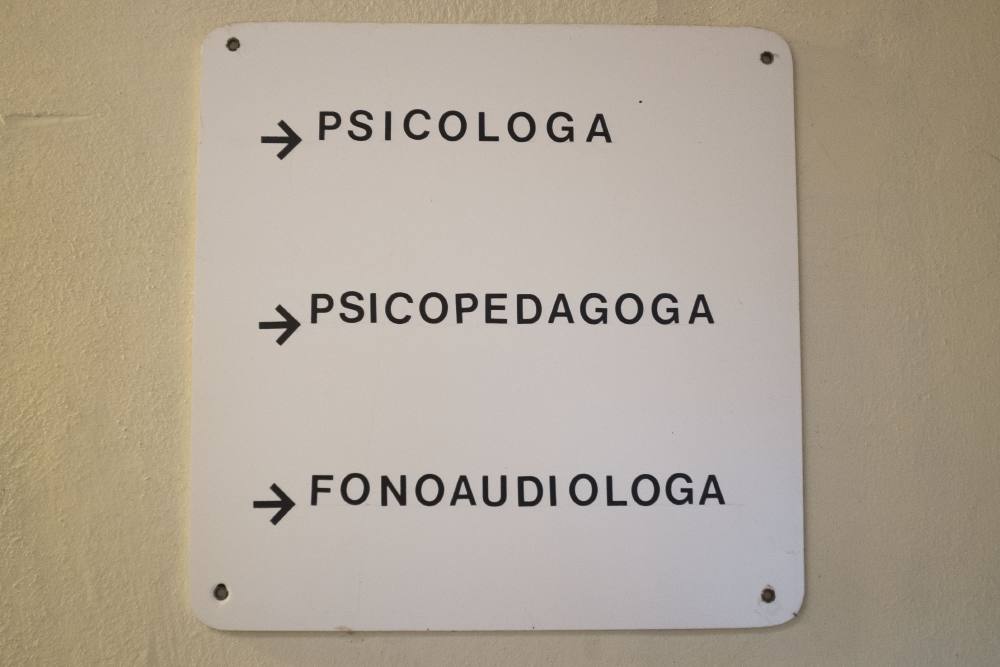 → PSICOLOGA
→ PSICOPEDAGOGA
→ FONOAUDIOLOGA